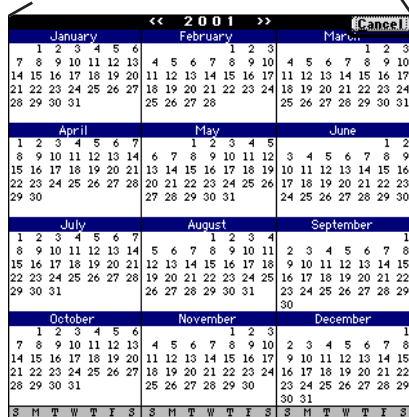 << 2001 >>
Cancel
January
1 2 3 4 5 6
7 8 9 10 11 12 13
14 15 16 17 18 19 20
21 22 23 24 25 26 27
28 29 30 31
February
1 2 3
4 5 6 7 8 9 10
11 12 13 14 15 16 17
18 19 20 21 22 23 24
25 26 27 28
March
1 2 3
4 5 6 7 8 9 10
11 12 13 14 15 16 17
18 19 20 21 22 23 24
25 26 27 28 29 30 31
April
1 2 3 4 5 6 7
8 9 10 11 12 13 14
15 16 17 18 19 20 21
22 23 24 25 26 27 28
29 30
May
1 2 3 4 5
6 7 8 9 10 11 12
13 14 15 16 17 18 19
20 21 22 23 24 25 26
27 28 29 30 31
June
1 2
3 4 5 6 7 8 9
10 11 12 13 14 15 16
17 18 19 20 21 22 23
24 25 26 27 28 29 30
July
1 2 3 4 5 6 7
8 9 10 11 12 13 14
15 16 17 18 19 20 21
22 23 24 25 26 27 28
29 30 31
August
1 2 3 4
5 6 7 8 9 10 11
12 13 14 15 16 17 18
19 20 21 22 23 24 25
26 27 28 29 30 31
September
1
2 3 4 5 6 7 8
9 10 11 12 13 14 15
16 17 18 19 20 21 22
23 24 25 26 27 28 29
30
October
1 2 3 4 5 6
7 8 9 10 11 12 13
14 15 16 17 18 19 20
21 22 23 24 25 26 27
28 29 30 31
November
1 2 3
4 5 6 7 8 9 10
11 12 13 14 15 16 17
18 19 20 21 22 23 24
25 26 27 28 29 30
December
1
2 3 4 5 6 7 8
9 10 11 12 13 14 15
16 17 18 19 20 21 22
23 24 25 26 27 28 29
30 31
S M T W T F S S M T W T F S S M T W T F S